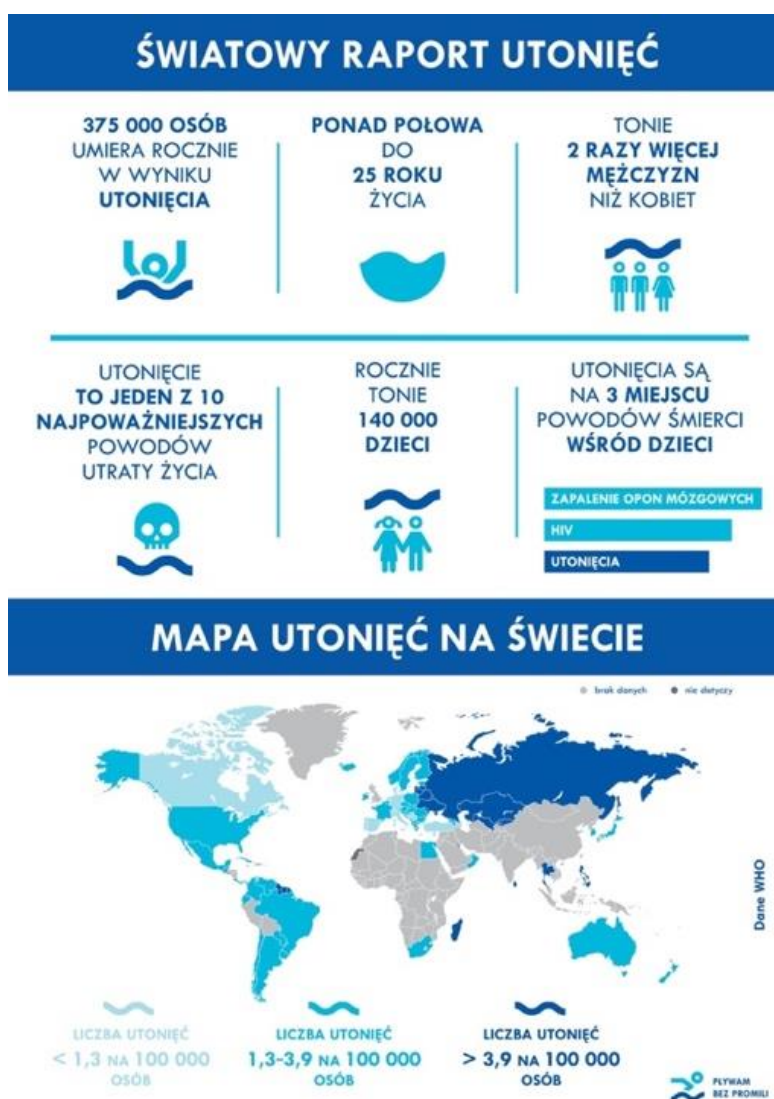 ŚWIATOWY RAPORT UTONIĘĆ
375 000 OSÓB
UMIERA ROCZNIE
W WYNIKU
UTONIĘCIA
PONAD POŁOWA
DO
25 ROKU
ŻYCIA
TONIE
2 RAZY WIĘCEJ
MĘŻCZYZN
NIŻ KOBIET
UTONIĘCIE
TO JEDEN Z 10
NAJPOWAŻNIEJSZYCH
POWODÓW
UTRATY ŻYCIA
ROCZNIE
TONIE
140 000
DZIECI
UTONIĘCIA SĄ
NA 3 MIEJSCU
POWODÓW ŚMIERCI
WŚRÓD DZIECI
ZAPALENIE OPON MÓZGOWYCH
HIV
UTONIĘCIA
MAPA UTONIĘĆ NA ŚWIECIE
brak danych
nie dotyczy
Dane WHO
LICZBA UTONIĘĆ
< 1,3 NA 100 000
OSÓB
LICZBA UTONIĘĆ
1,3-3,9 NA 100 000
OSÓB
LICZBA UTONIĘĆ
> 3,9 NA 100 000
OSÓB
PŁYWAM
BEZ PROMILI